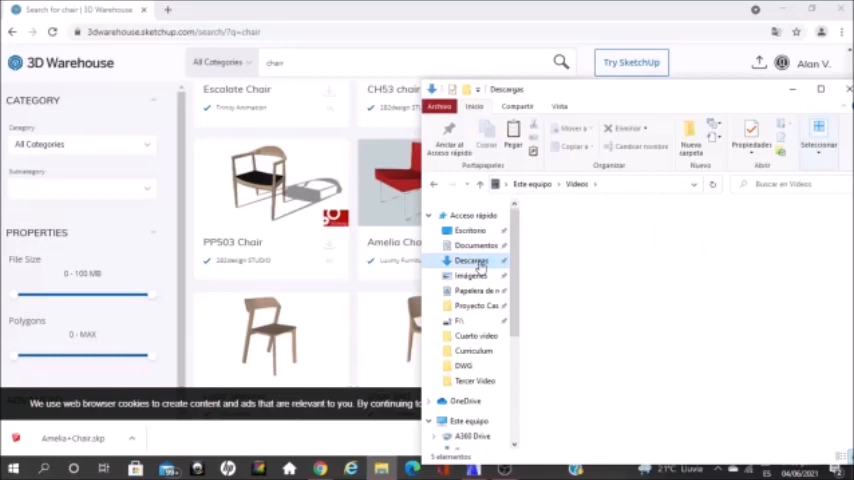 Search for chair | 3D Warehouse
3dwarehouse.sketchup.com/search/?q=chair
3D Warehouse
All Categories
chair
Try SketchUp
Alan V.
CATEGORY
Category
All Categories
Subcategory
PROPERTIES
File Size
0 - 100 MB
Polygons
0 - MAX
Escalate Chair
Trinity Animation
CH53 chair
282design
PP503 Chair
282design STUDIO
Amelia Cha
Luxmy Furnitu
We use web browser cookies to create content and ads that are relevant to you. By continuing to
Amelia+Chair.skp
Descargas
Archivo
Inicio
Compartir
Vista
Anclar al
Acceso rápido
Copiar
Pegar
Mover a
Copiar a
Eliminar
Cambiar nombre
Nueva
carpeta
Propiedades
Seleccionar
Portapapeles
Organizar
Nuevo
Abrir
Este equipo
Videos
Buscar en Videos
Acceso rápido
Escritorio
Documentos
Descargas
Imágenes
Papelera de r
Proyecto Cas
F:\
Cuarto video
Curriculum
DWG
Tercer Video
OneDrive
Este equipo
A360 Drive
5 elementos
99+
21°C Lluvia
ES
04/06/2021
2